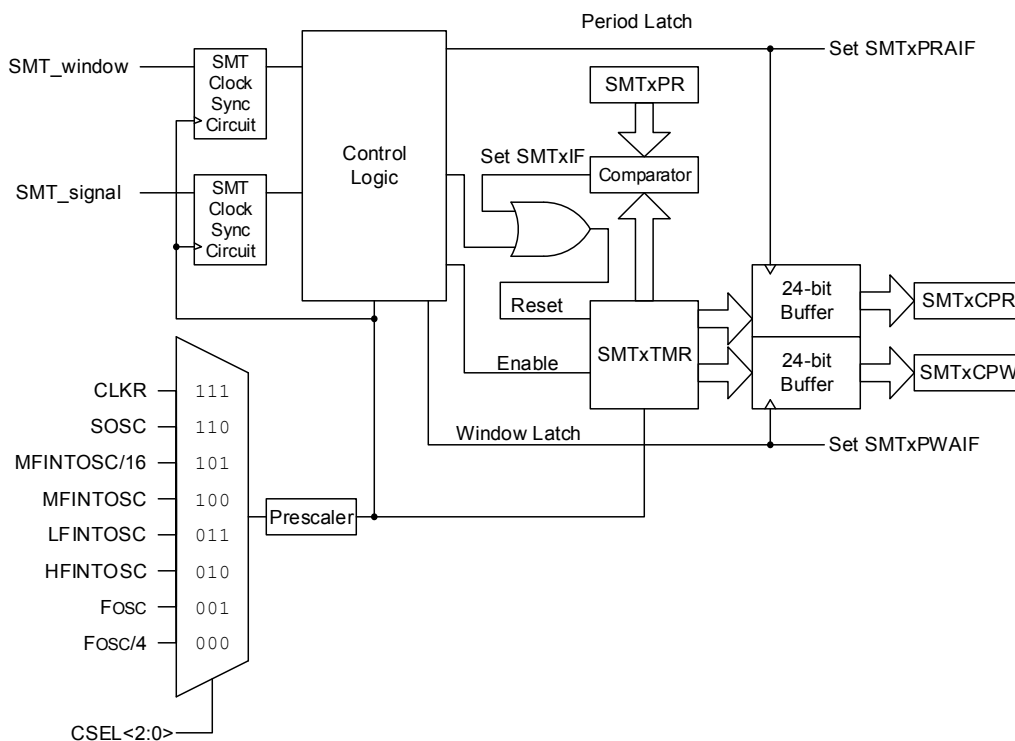 Period Latch
Set SMTxPRAIF
SMT_window
SMT
Clock
Sync
Circuit
Control
Logic
SMTxPR
Set SMTxIF
Comparator
SMT_signal
SMT
Clock
Sync
Circuit
Reset
SMTxTMR
Enable
24-bit
Buffer
SMTxCPR
24-bit
Buffer
SMTxCPW
Window Latch
Set SMTxPWAIF
CLKR 111
SOSC 110
MFINTOSC/16 101
MFINTOSC 100
LFINTOSC 011
HFINTOSC 010
FOSC 001
FOSC/4 000
Prescaler
CSEL<2:0>